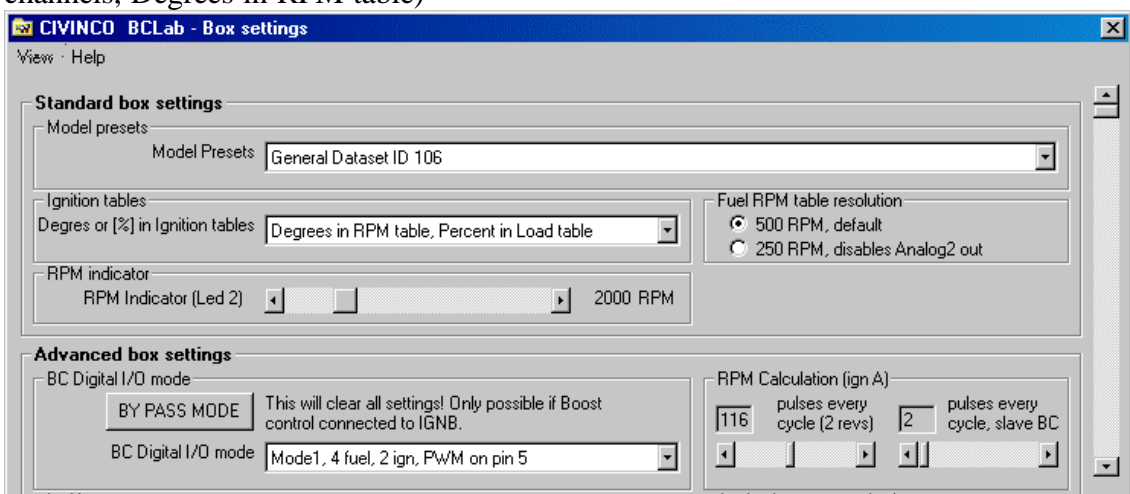 channels, Degrees in RPM table)
CIVINCO BCLab - Box settings
View Help
Standard box settings
Model presets
Model Presets General Dataset ID 106
Ignition tables
Degres or [%] in Ignition tables Degrees in RPM table, Percent in Load table
Fuel RPM table resolution
500 RPM, default
250 RPM, disables Analog2 out
RPM indicator
RPM Indicator (Led 2) 2000 RPM
Advanced box settings
BC Digital I/O mode
BY PASS MODE
This will clear all settings! Only possible if Boost
control connected to IGNB.
BC Digital I/O mode Mode1, 4 fuel, 2 ign, PWM on pin 5
RPM Calculation (ign A)
116 pulses every
cycle (2 revs)
2 pulses every
cycle, slave BC